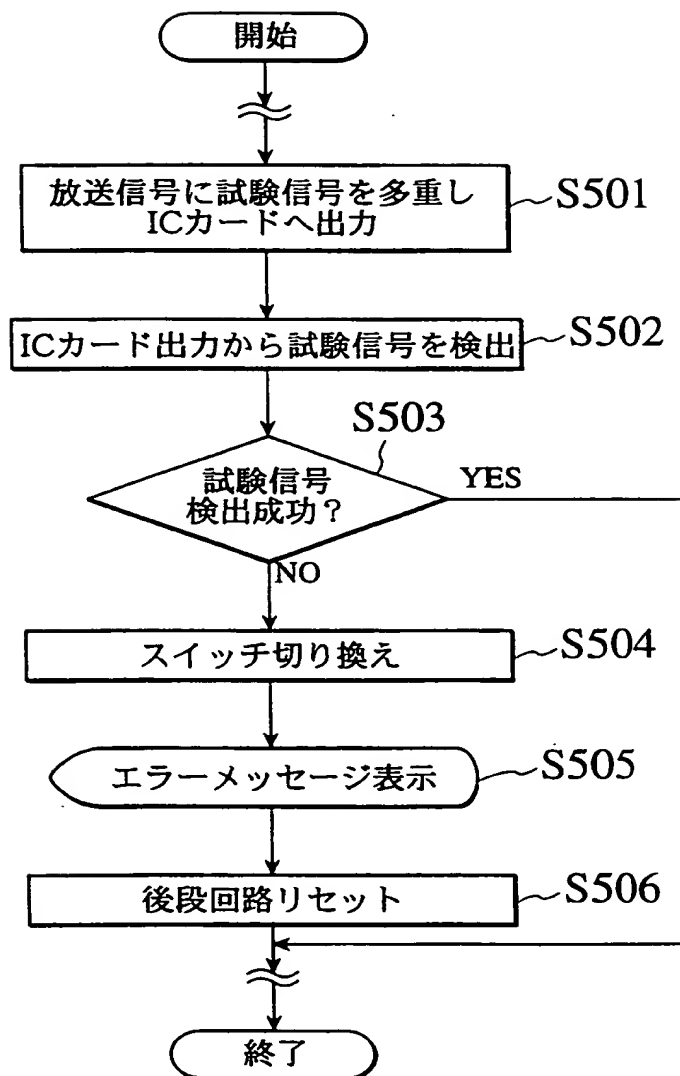 開始
放送信号に試験信号を多重し
ICカードへ出力
S501
ICカード出力から試験信号を検出
S502
S503
試験信号
検出成功？
YES
NO
スイッチ切り換え
S504
エラーメッセージ表示
S505
後段回路リセット
S506
終了